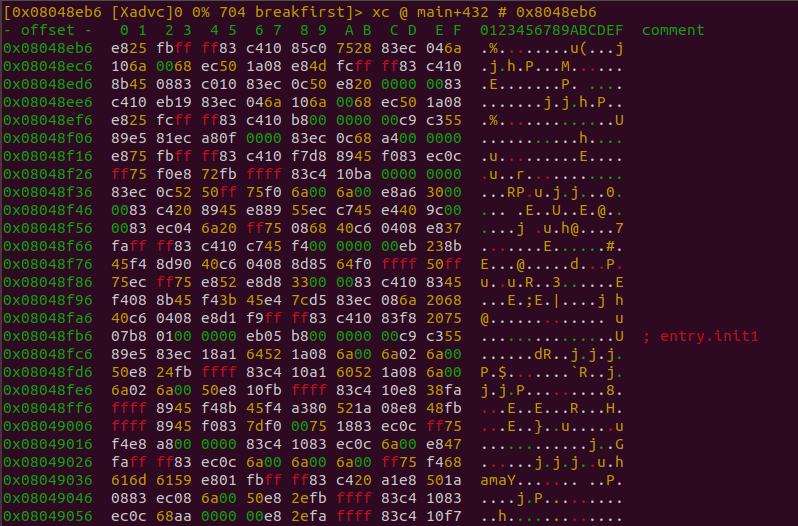 [0x08048eb6 [Xadvc]0 0% 704 breakfirst]> xc @ main+432 # 0x8048eb6
- offset -   0 1  2 3  4 5  6 7  8 9  A B  C D  E F  0123456789ABCDEF  comment
0x08048eb6  e825 fbff ff83 c410 85c0 7528 83ec 046a  .%........u(...j
0x08048ec6  106a 0068 ec50 1a08 e84d fcff ff83 c410  .j.h.P...M......
0x08048ed6  8b45 0883 c010 83ec 0c50 e820 0000 0083  .E.......P. ....
0x08048ee6  c410 eb19 83ec 046a 106a 0068 ec50 1a08  .......j.j.h.P..
0x08048ef6  e825 fcff ff83 c410 b800 0000 00c9 c355  .%.............U
0x08048f06  89e5 81ec a80f 0000 83ec 0c68 a400 0000  ...........h....
0x08048f16  e875 fbff ff83 c410 f7d8 8945 f083 ec0c  .u.........E....
0x08048f26  ff75 f0e8 72fb ffff 83c4 10ba 0000 0000  .u..r...........
0x08048f36  83ec 0c52 50ff 75f0 6a00 6a00 e8a6 3000  ...RP.u.j.j...0.
0x08048f46  0083 c420 8945 e889 55ec c745 e440 9c00  ... .E..U..E.@..
0x08048f56  0083 ec04 6a20 ff75 0868 40c6 0408 e837  ....j .u.h@....7
0x08048f66  faff ff83 c410 c745 f400 0000 00eb 238b  .......E......#.
0x08048f76  45f4 8d90 40c6 0408 8d85 64f0 ffff 50ff  E...@.....d...P.
0x08048f86  75ec ff75 e852 e8d8 3300 0083 c410 8345  u..u.R..3......E
0x08048f96  f408 8b45 f43b 45e4 7cd5 83ec 086a 2068  ...E.;E.|....j h
0x08048fa6  40c6 0408 e8d1 f9ff ff83 c410 83f8 2075  @............. u
0x08048fb6  07b8 0100 0000 eb05 b800 0000 00c9 c355  ...............U  ; entry.init1
0x08048fc6  89e5 83ec 18a1 6452 1a08 6a00 6a02 6a00  ......dR..j.j.j.
0x08048fd6  50e8 24fb ffff 83c4 10a1 6052 1a08 6a00  P.$.......`R..j.
0x08048fe6  6a02 6a00 50e8 10fb ffff 83c4 10e8 38fa  j.j.P.........8.
0x08048ff6  ffff 8945 f48b 45f4 a380 521a 08e8 48fb  ...E..E...R...H.
0x08049006  ffff 8945 f083 7df0 0075 1883 ec0c ff75  ...E..}..u.....u
0x08049016  f4e8 a800 0000 83c4 1083 ec0c 6a00 e847  ............j..G
0x08049026  faff ff83 ec0c 6a00 6a00 6a00 ff75 f468  ......j.j.j..u.h
0x08049036  616d 6159 e801 fbff ff83 c420 a1e8 501a  amaY....... ..P.
0x08049046  0883 ec08 6a00 50e8 2efb ffff 83c4 1083  ....j.P.........
0x08049056  ec0c 68aa 0000 00e8 2efa ffff 83c4 10f7  ..h.............